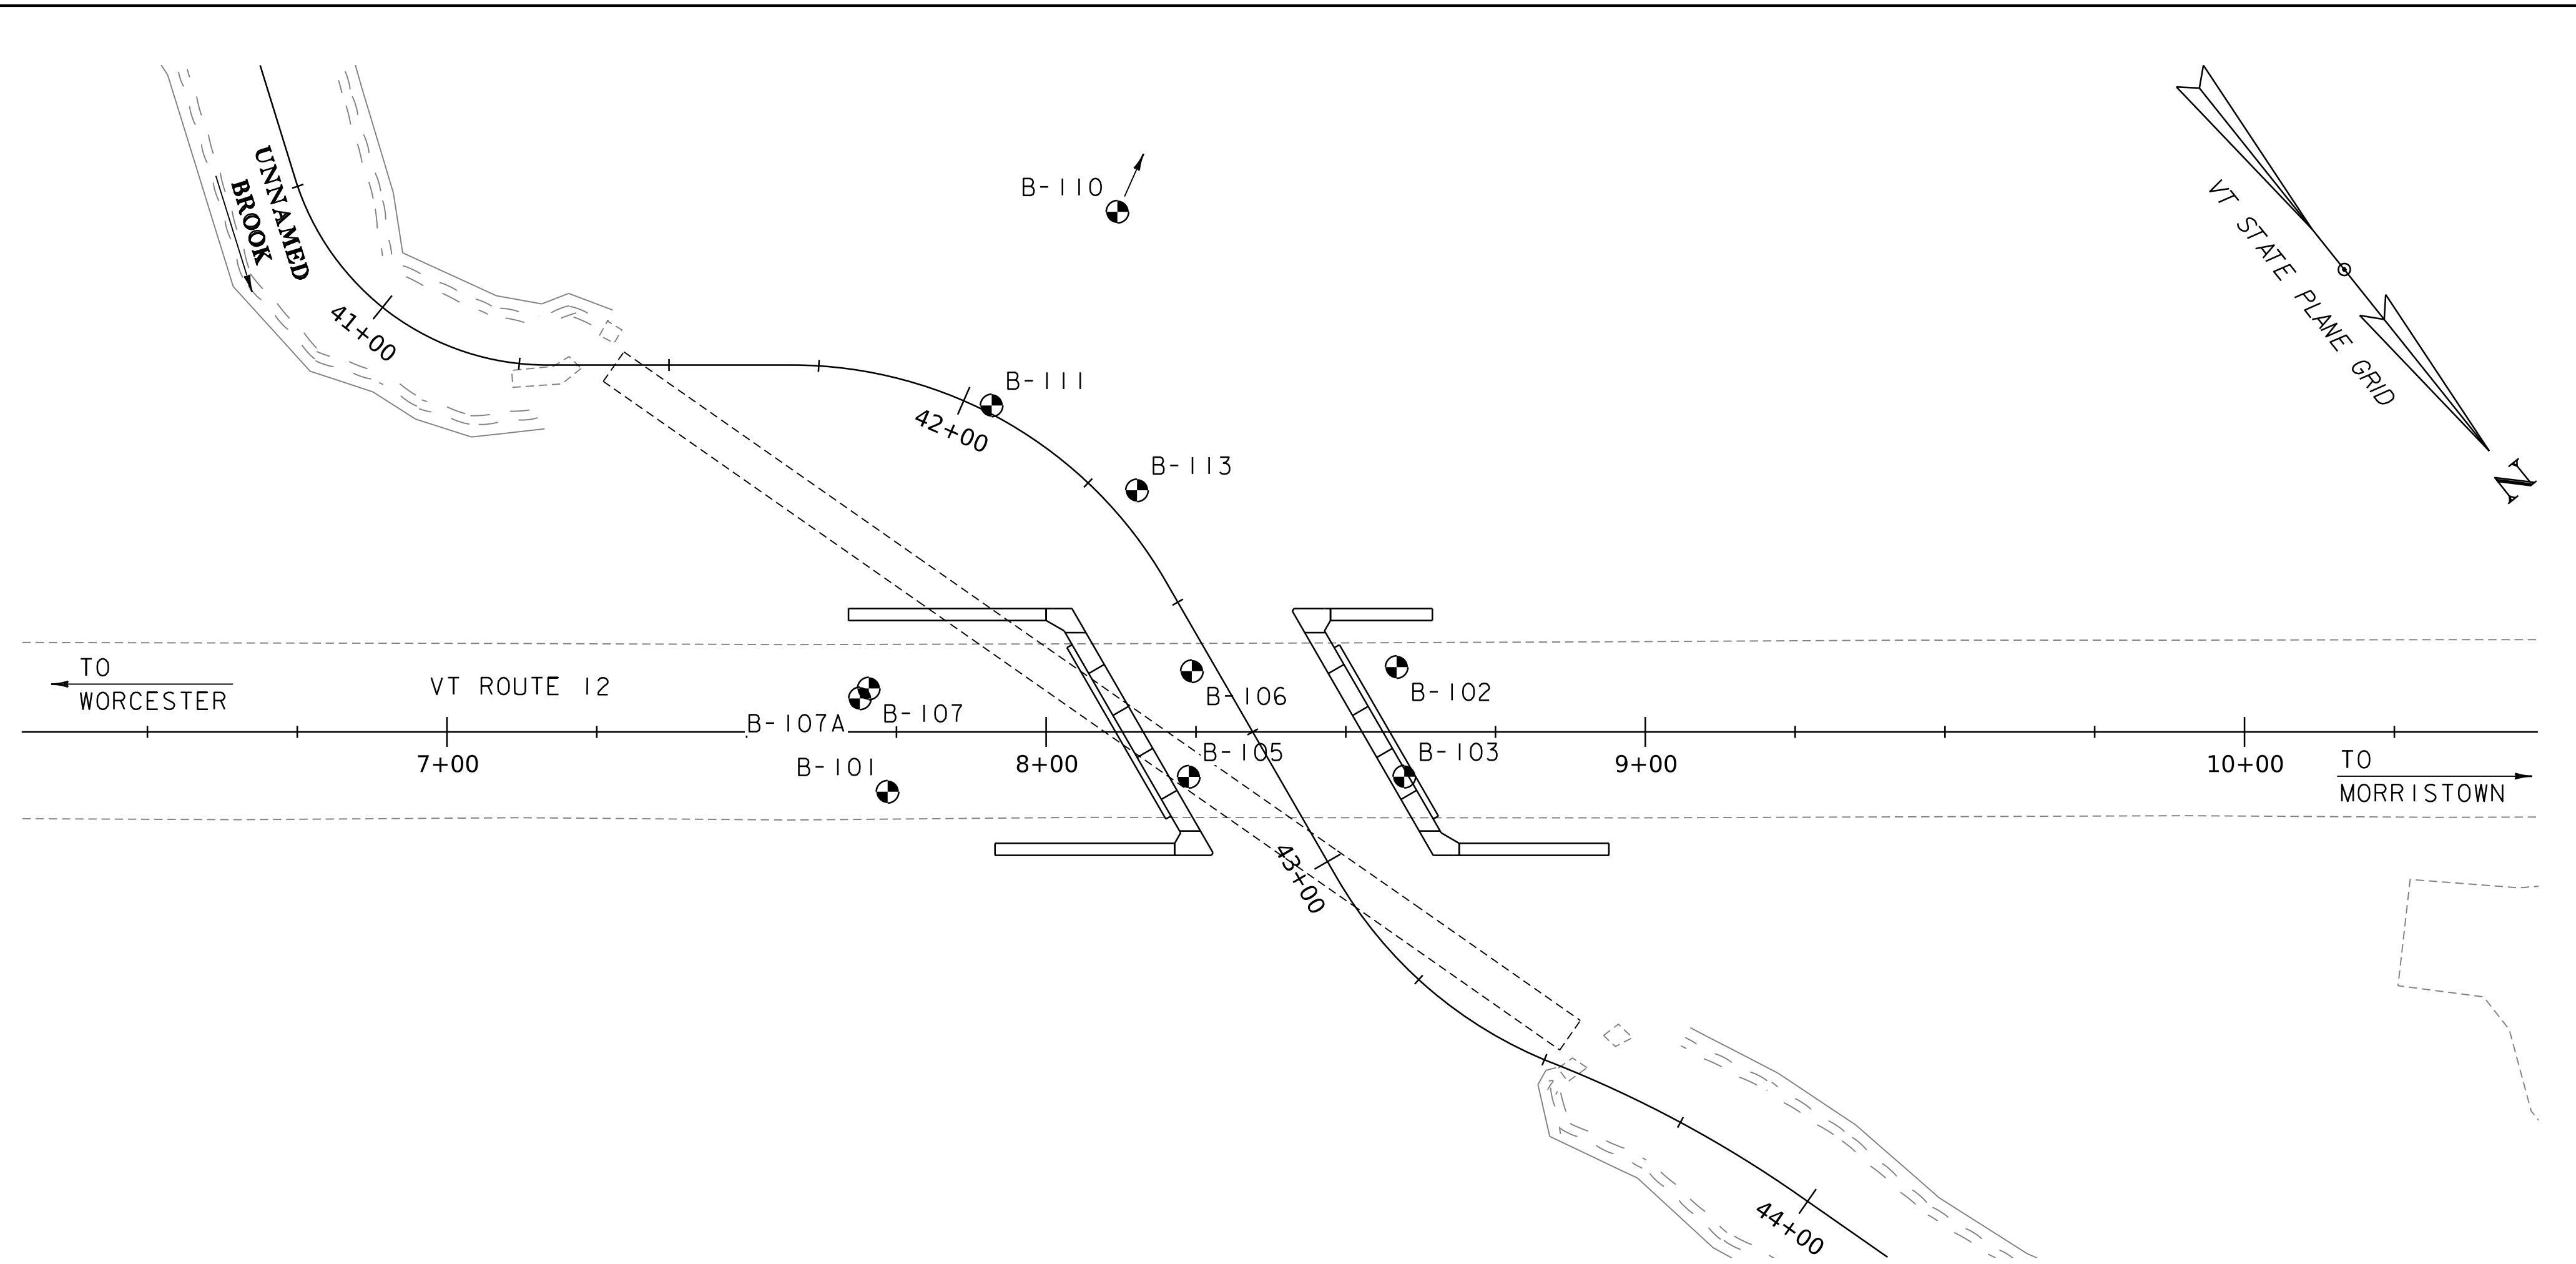 UNNAMED
BROOK
B-110
VT STATE PLANE GRID
N
41+00
B-111
42+00
B-113
TO
WORCESTER
VT ROUTE 12
B-106
B-102
B-107
B-107A
B-105
B-103
B-101
7+00
8+00
9+00
10+00
TO
MORRISTOWN
43+00
44+00